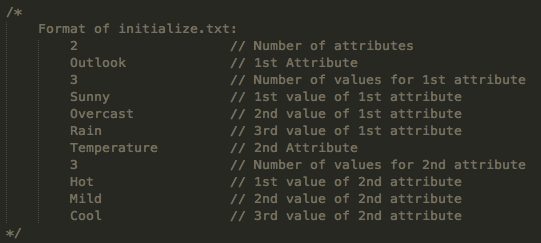 /*
Format of initialize.txt:
2 // Number of attributes
Outlook // 1st Attribute
3 // Number of values for 1st attribute
Sunny // 1st value of 1st attribute
Overcast // 2nd value of 1st attribute
Rain // 3rd value of 1st attribute
Temperature // 2nd Attribute
3 // Number of values for 2nd attribute
Hot // 1st value of 2nd attribute
Mild // 2nd value of 2nd attribute
Cool // 3rd value of 2nd attribute
*/